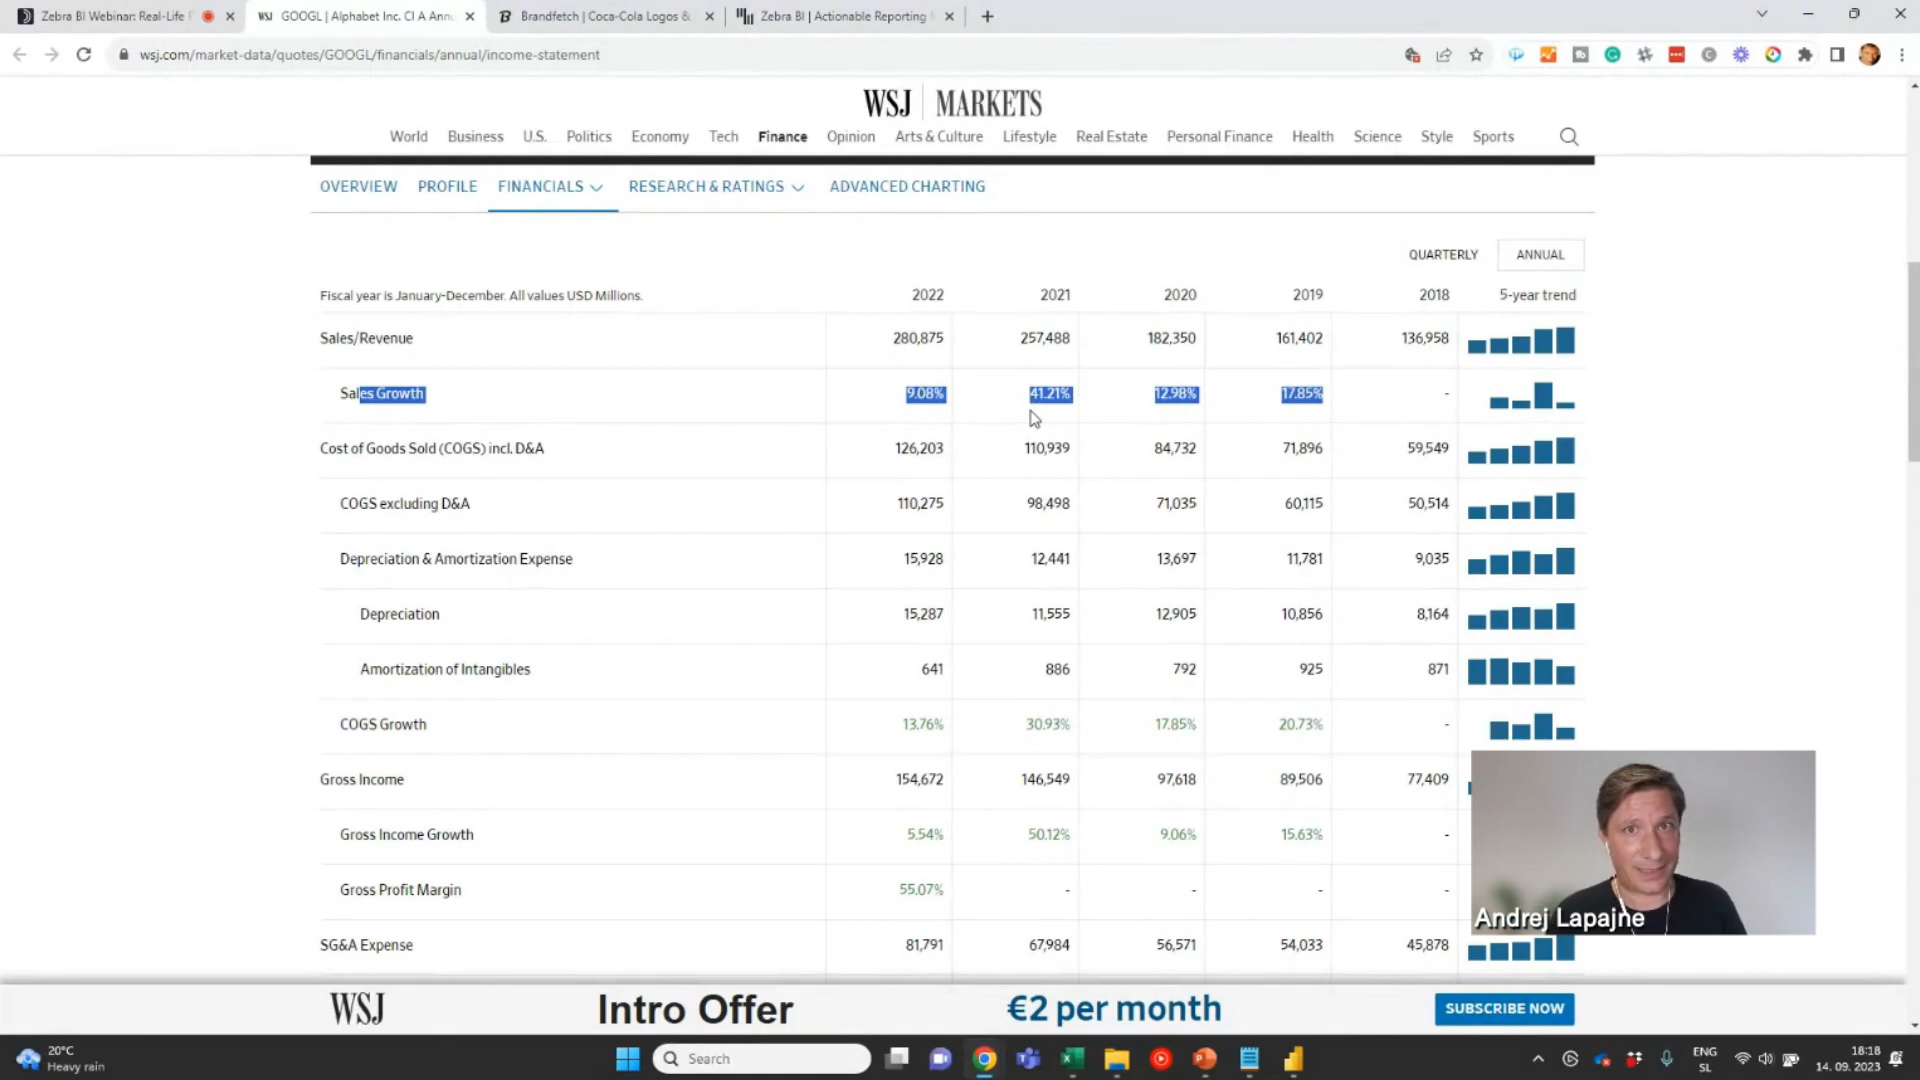 Zebra BI Webinar: Real-Life
WSJ GOOGL | Alphabet Inc. Cl A Ann
Brandfetch | Coca-Cola Logos &
Zebra BI | Actionable Reporting
wsj.com/market-data/quotes/GOOGL/financials/annual/income-statement
WSJ MARKETS
World Business U.S. Politics Economy Tech Finance Opinion Arts & Culture Lifestyle Real Estate Personal Finance Health Science Style Sports
OVERVIEW PROFILE FINANCIALS RESEARCH & RATINGS ADVANCED CHARTING
QUARTERLY ANNUAL
Fiscal year is January-December. All values USD Millions. 2022 2021 2020 2019 2018 5-year trend
Sales/Revenue 280,875 257,488 182,350 161,402 136,958
Sales Growth 9.08% 41.21% 12.98% 17.85% -
Cost of Goods Sold (COGS) incl. D&A 126,203 110,939 84,732 71,896 59,549
COGS excluding D&A 110,275 98,498 71,035 60,115 50,514
Depreciation & Amortization Expense 15,928 12,441 13,697 11,781 9,035
Depreciation 15,287 11,555 12,905 10,856 8,164
Amortization of Intangibles 641 886 792 925 871
COGS Growth 13.76% 30.93% 17.85% 20.73% -
Gross Income 154,672 146,549 97,618 89,506 77,409
Gross Income Growth 5.54% 50.12% 9.06% 15.63% -
Gross Profit Margin 55.07% - - - -
Andrej Lapajne
SG&A Expense 81,791 67,984 56,571 54,033 45,878
WSJ Intro Offer €2 per month SUBSCRIBE NOW
20°C
Heavy rain
Search
ENG
SL
18:18
14. 09. 2023